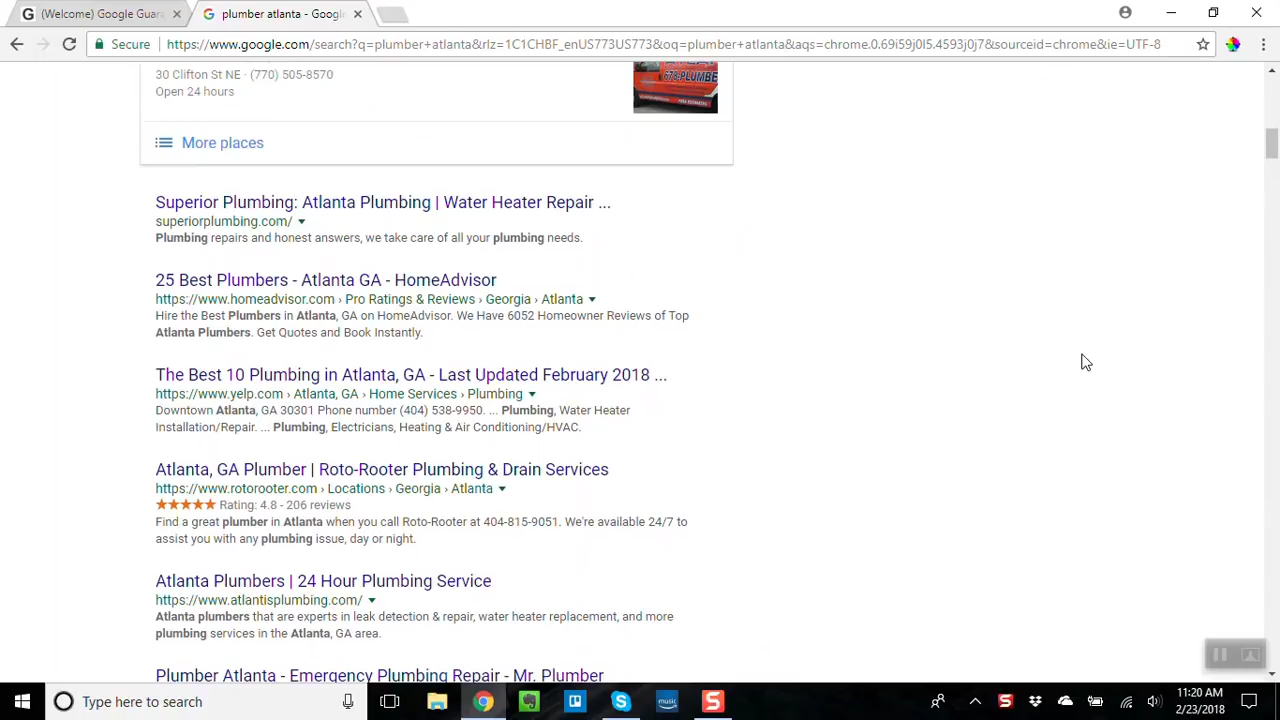 (Welcome) Google Guar
plumber atlanta - Googl
Secure
https://www.google.com/search?q=plumber+atlanta&rlz=1C1CHBF_enUS773US773&oq=plumber+atlanta&aqs=chrome.0.69i59j0l5.4593j0j7&sourceid=chrome&ie=UTF-8
30 Clifton St NE · (770) 505-8570
Open 24 hours
678-PLUMBE
More places
Superior Plumbing: Atlanta Plumbing | Water Heater Repair ...
superiorplumbing.com/
Plumbing repairs and honest answers, we take care of all your plumbing needs.
25 Best Plumbers - Atlanta GA - HomeAdvisor
https://www.homeadvisor.com › Pro Ratings & Reviews › Georgia › Atlanta
Hire the Best Plumbers in Atlanta, GA on HomeAdvisor. We Have 6052 Homeowner Reviews of Top
Atlanta Plumbers. Get Quotes and Book Instantly.
The Best 10 Plumbing in Atlanta, GA - Last Updated February 2018 ...
https://www.yelp.com › Atlanta, GA › Home Services › Plumbing
Downtown Atlanta, GA 30301 Phone number (404) 538-9950. ... Plumbing, Water Heater
Installation/Repair. ... Plumbing, Electricians, Heating & Air Conditioning/HVAC.
Atlanta, GA Plumber | Roto-Rooter Plumbing & Drain Services
https://www.rotorooter.com › Locations › Georgia › Atlanta
Rating: 4.8 - 206 reviews
Find a great plumber in Atlanta when you call Roto-Rooter at 404-815-9051. We're available 24/7 to
assist you with any plumbing issue, day or night.
Atlanta Plumbers | 24 Hour Plumbing Service
https://www.atlantisplumbing.com/
Atlanta plumbers that are experts in leak detection & repair, water heater replacement, and more
plumbing services in the Atlanta, GA area.
Plumber Atlanta - Emergency Plumbing Repair - Mr. Plumber
Type here to search
music
11:20 AM
2/23/2018